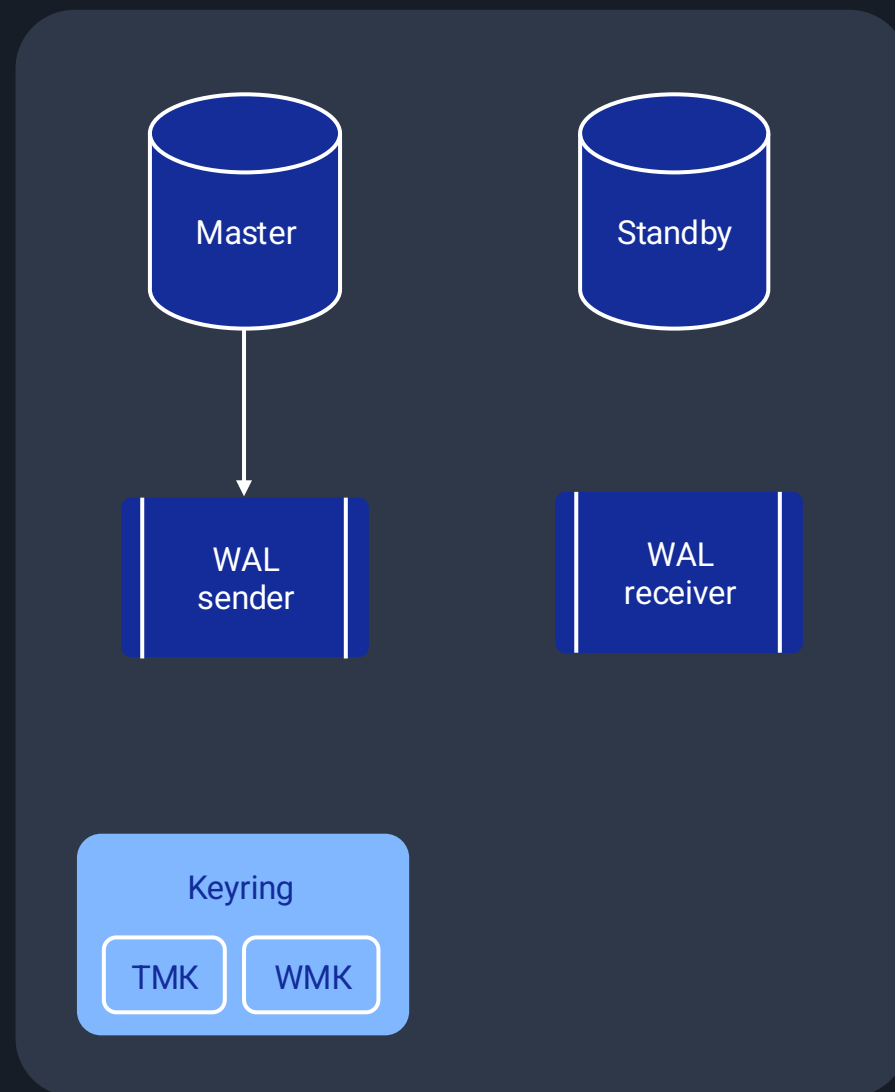 Master
Standby
WAL
sender
WAL
receiver
Keyring
TMK
WMK